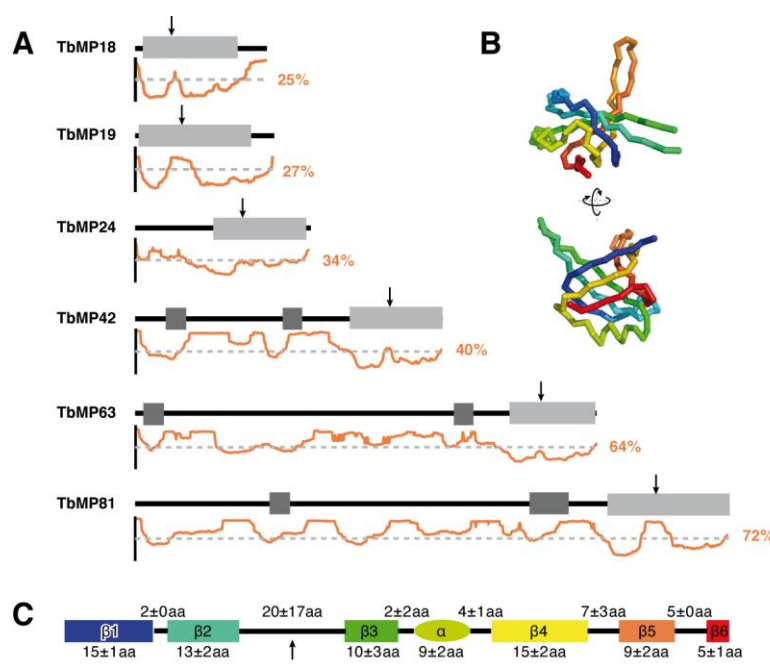 A
B
TbMP18
25%
TbMP19
27%
TbMP24
34%
TbMP42
40%
TbMP63
64%
TbMP81
72%
C
2±0aa 20±17aa 2±2aa 4±1aa 7±3aa 5±0aa
β1 β2 β3 α β4 β5 β6
15±1aa 13±2aa 10±3aa 9±2aa 15±2aa 9±2aa 5±1aa